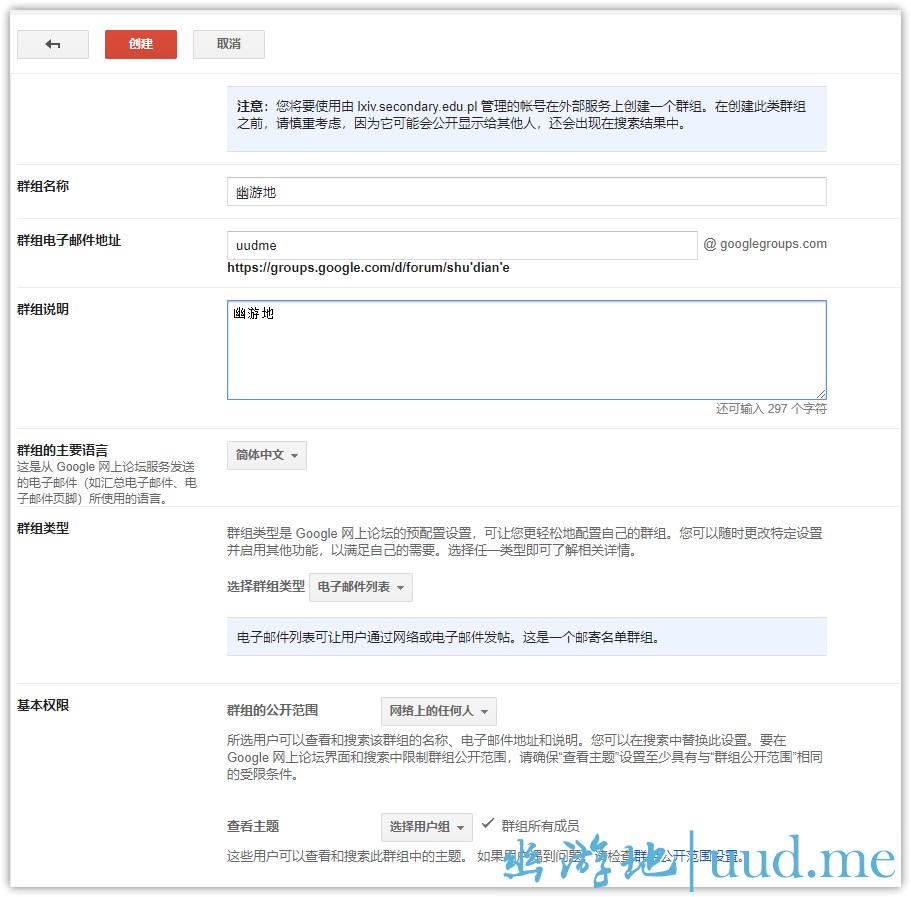 创建 取消
注意：您将要使用由 lxiv.secondary.edu.pl 管理的帐号在外部服务上创建一个群组。在创建此类群组
之前，请慎重考虑，因为它可能会公开显示给其他人，还会出现在搜索结果中。
群组名称 幽游地
群组电子邮件地址 uudme @ googlegroups.com
https://groups.google.com/d/forum/shu'dian'e
群组说明 幽游地
还可输入 297 个字符
群组的主要语言 简体中文
这是从 Google 网上论坛服务发送
的电子邮件（如汇总电子邮件、电
子邮件页脚）所使用的语言。
群组类型
群组类型是 Google 网上论坛的预配置设置，可让您更轻松地配置自己的群组。您可以随时更改特定设置
并启用其他功能，以满足自己的需要。选择任一类型即可了解相关详情。
选择群组类型 电子邮件列表
电子邮件列表可让用户通过网络或电子邮件发帖。这是一个邮寄名单群组。
基本权限
群组的公开范围 网络上的任何人
所选用户可以查看和搜索该群组的名称、电子邮件地址和说明。您可以在搜索中替换此设置。要在
Google 网上论坛界面和搜索中限制群组公开范围，请确保“查看主题”设置至少具有与“群组公开范围”相同
的受限条件。
查看主题 选择用户组 群组所有成员
这些用户可以查看和搜索此群组中的主题。 如果用户遇到问题，请检查群组公开范围设置。
幽游地|uud.me